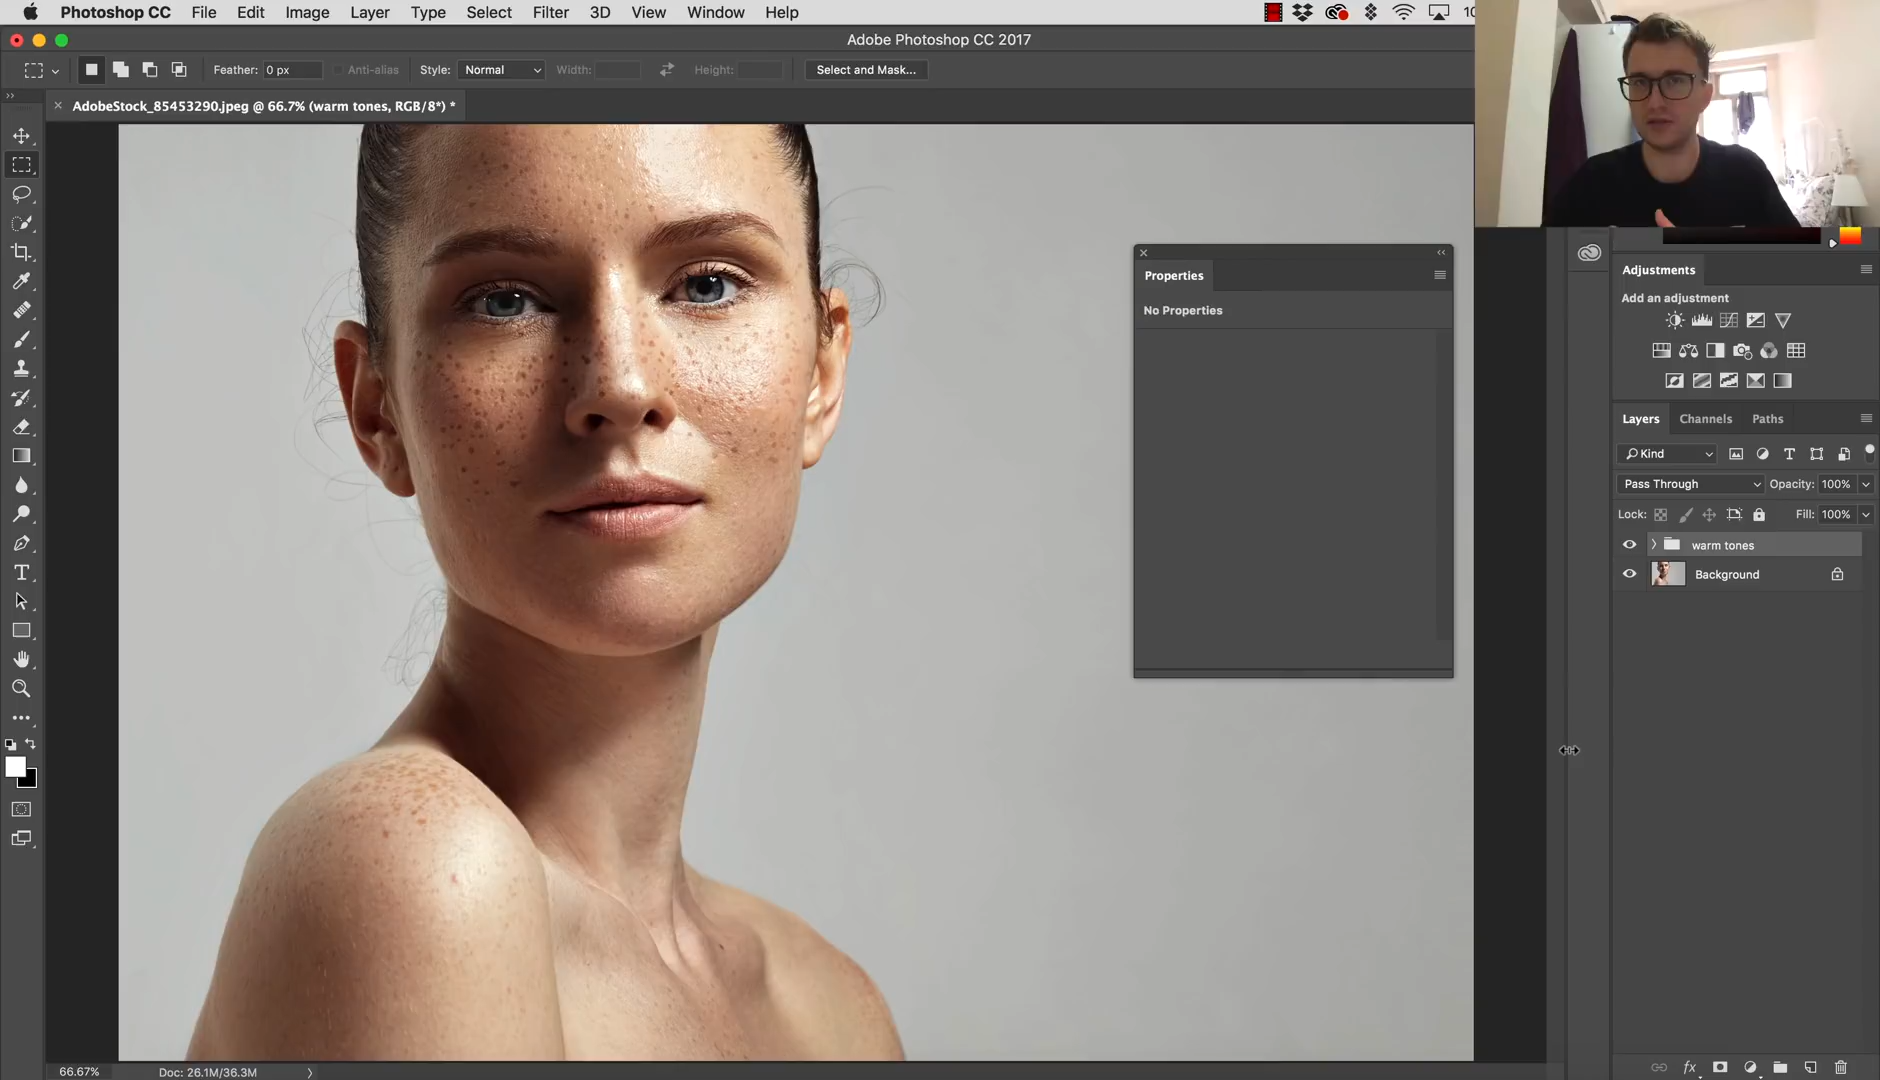 Photoshop CC File Edit Image Layer Type Select Filter 3D View Window Help 10
Adobe Photoshop CC 2017
Feather: 0 px Anti-alias Style: Normal Width: Height: Select and Mask...
AdobeStock_85453290.jpeg @ 66.7% (warm tones, RGB/8*) *
Properties
No Properties
Adjustments
Add an adjustment
Layers Channels Paths
Kind
Pass Through Opacity: 100%
Lock: Fill: 100%
warm tones
Background
66.67% Doc: 26.1M/36.3M